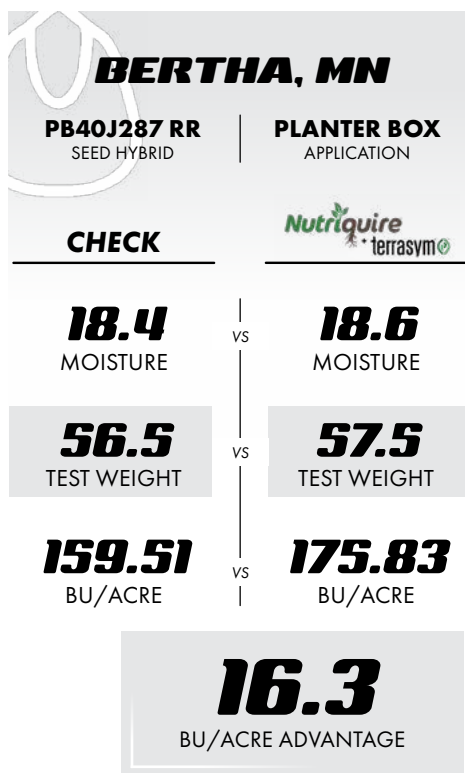 BERTHA, MN
PB40J287 RR
SEED HYBRID
PLANTER BOX
APPLICATION
CHECK
Nutriquire
+ terrasym
18.4
MOISTURE
vs
18.6
MOISTURE
56.5
TEST WEIGHT
vs
57.5
TEST WEIGHT
159.51
BU/ACRE
vs
175.83
BU/ACRE
16.3
BU/ACRE ADVANTAGE